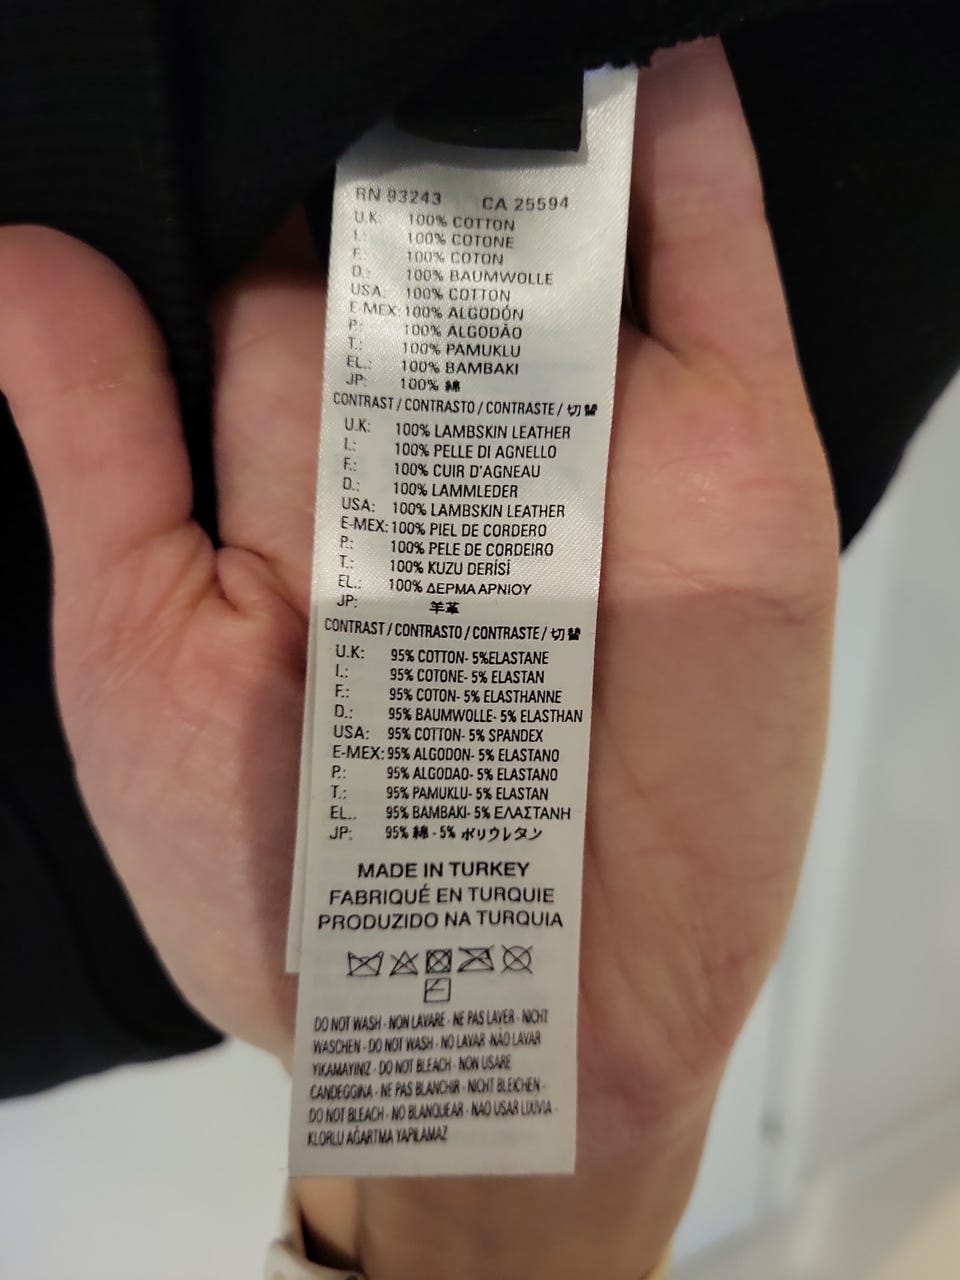 RN 93243 CA 25594
U.K: 100% COTTON
I.: 100% COTONE
F.: 100% COTON
D.: 100% BAUMWOLLE
USA: 100% COTTON
E-MEX: 100% ALGODÓN
P.: 100% ALGODÃO
T.: 100% PAMUKLU
EL.: 100% BAMBAKI
JP: 100% 綿
CONTRAST / CONTRASTO / CONTRASTE / 切替
U.K: 100% LAMBSKIN LEATHER
I.: 100% PELLE DI AGNELLO
F.: 100% CUIR D'AGNEAU
D.: 100% LAMMLEDER
USA: 100% LAMBSKIN LEATHER
E-MEX: 100% PIEL DE CORDERO
P.: 100% PELE DE CORDEIRO
T.: 100% KUZU DERİSİ
EL.: 100% ΔΕΡΜΑ ΑΡΝΙΟΥ
JP: 羊革
CONTRAST / CONTRASTO / CONTRASTE / 切替
U.K: 95% COTTON- 5%ELASTANE
I.: 95% COTONE- 5% ELASTAN
F.: 95% COTON- 5% ELASTHANNE
D.: 95% BAUMWOLLE- 5% ELASTHAN
USA: 95% COTTON- 5% SPANDEX
E-MEX: 95% ALGODON- 5% ELASTANO
P.: 95% ALGODAO- 5% ELASTANO
T.: 95% PAMUKLU- 5% ELASTAN
EL.. 95% BAMBAKI- 5% ΕΛΑΣΤΑΝΗ
JP: 95% 綿 - 5% ポリウレタン
MADE IN TURKEY
FABRIQUÉ EN TURQUIE
PRODUZIDO NA TURQUIA
DO NOT WASH - NON LAVARE - NE PAS LAVER - NICHT
WASCHEN - DO NOT WASH - NO LAVAR -NÃO LAVAR
YIKAMAYINIZ - DO NOT BLEACH - NON USARE
CANDEGGINA - NE PAS BLANCHIR - NICHT BLEICHEN -
DO NOT BLEACH - NO BLANQUEAR - NAO USAR LIXIVIA -
KLORLU AĞARTMA YAPILAMAZ